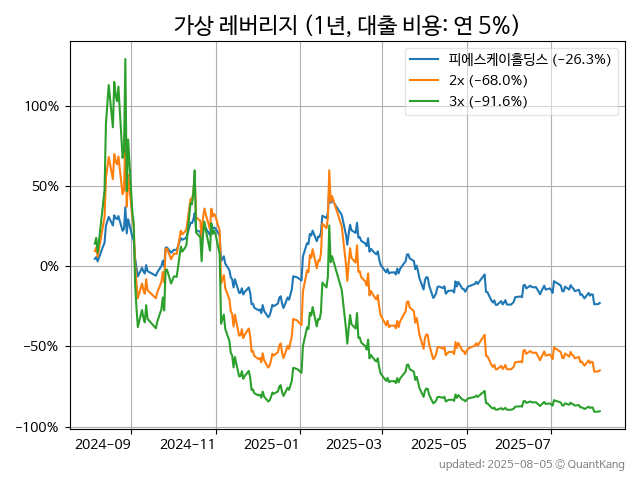 가상 레버리지 (1년, 대출 비용: 연 5%)
피에스케이홀딩스 (-26.3%)
2x (-68.0%)
3x (-91.6%)
100%
50%
0%
−50%
−100%
2024-09 2024-11 2025-01 2025-03 2025-05 2025-07
updated: 2025-08-05 © QuantKang